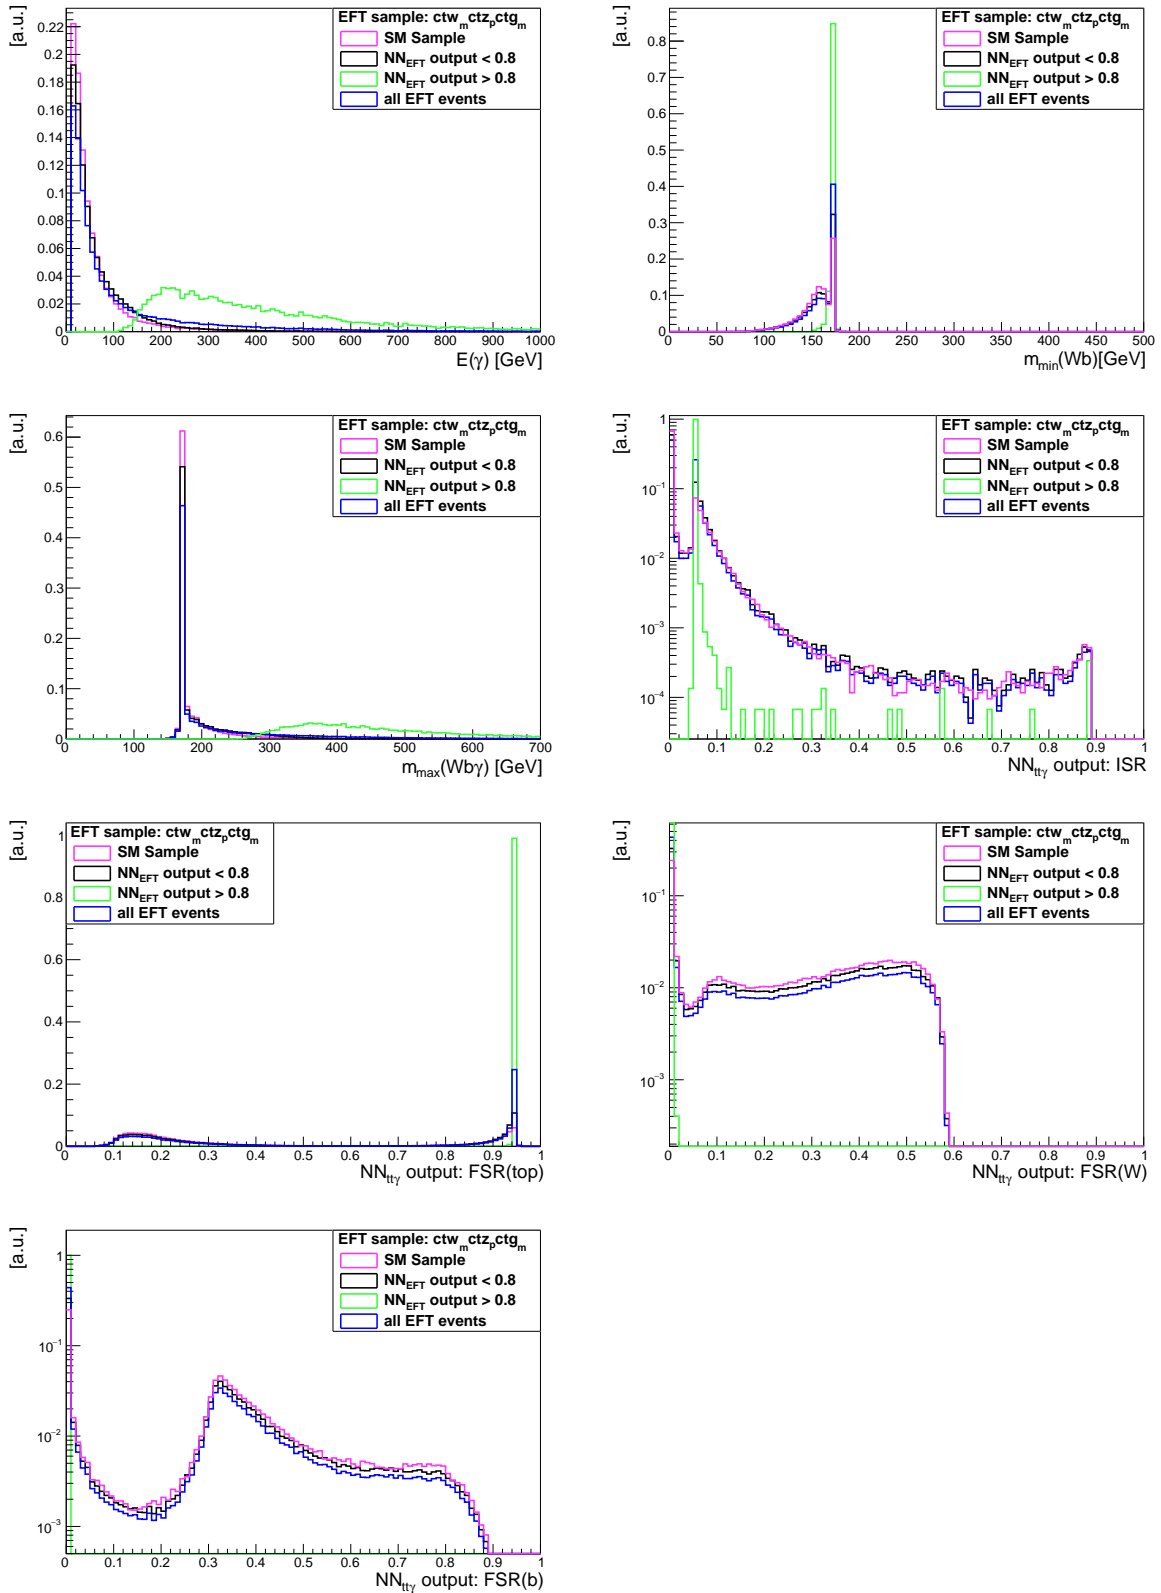 [a.u.]
EFT sample: ctw_m ctz_p ctg_m
SM Sample
NN_EFT output < 0.8
NN_EFT output > 0.8
all EFT events
0.22
0.2
0.18
0.16
0.14
0.12
0.1
0.08
0.06
0.04
0.02
0
0 100 200 300 400 500 600 700 800 900 1000
E(γ) [GeV]
[a.u.]
EFT sample: ctw_m ctz_p ctg_m
SM Sample
NN_EFT output < 0.8
NN_EFT output > 0.8
all EFT events
0.8
0.7
0.6
0.5
0.4
0.3
0.2
0.1
0
0 50 100 150 200 250 300 350 400 450 500
m_min(Wb)[GeV]
[a.u.]
EFT sample: ctw_m ctz_p ctg_m
SM Sample
NN_EFT output < 0.8
NN_EFT output > 0.8
all EFT events
0.6
0.5
0.4
0.3
0.2
0.1
0
0 100 200 300 400 500 600 700
m_max(Wbγ) [GeV]
[a.u.]
EFT sample: ctw_m ctz_p ctg_m
SM Sample
NN_EFT output < 0.8
NN_EFT output > 0.8
all EFT events
1
10^−1
10^−2
10^−3
10^−4
0 0.1 0.2 0.3 0.4 0.5 0.6 0.7 0.8 0.9 1
NN_ttγ output: ISR
[a.u.]
EFT sample: ctw_m ctz_p ctg_m
SM Sample
NN_EFT output < 0.8
NN_EFT output > 0.8
all EFT events
1
0.8
0.6
0.4
0.2
0
0 0.1 0.2 0.3 0.4 0.5 0.6 0.7 0.8 0.9 1
NN_ttγ output: FSR(top)
[a.u.]
EFT sample: ctw_m ctz_p ctg_m
SM Sample
NN_EFT output < 0.8
NN_EFT output > 0.8
all EFT events
10^−1
10^−2
10^−3
0 0.1 0.2 0.3 0.4 0.5 0.6 0.7 0.8 0.9 1
NN_ttγ output: FSR(W)
[a.u.]
EFT sample: ctw_m ctz_p ctg_m
SM Sample
NN_EFT output < 0.8
NN_EFT output > 0.8
all EFT events
1
10^−1
10^−2
10^−3
0 0.1 0.2 0.3 0.4 0.5 0.6 0.7 0.8 0.9 1
NN_ttγ output: FSR(b)